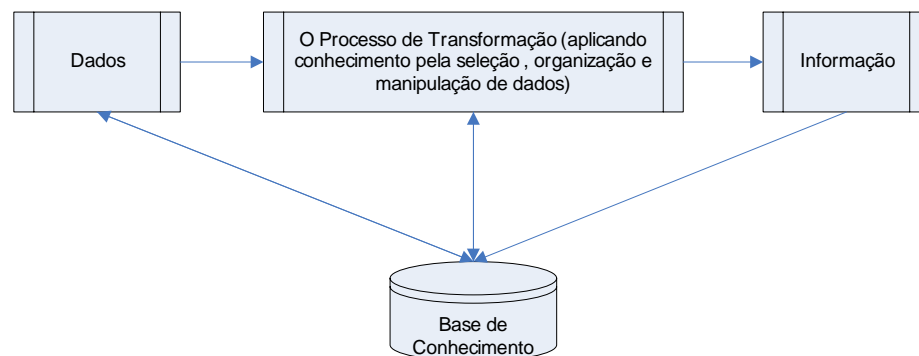 Dados
O Processo de Transformação (aplicando
conhecimento pela seleção , organização e
manipulação de dados)
Informação
Base de
Conhecimento